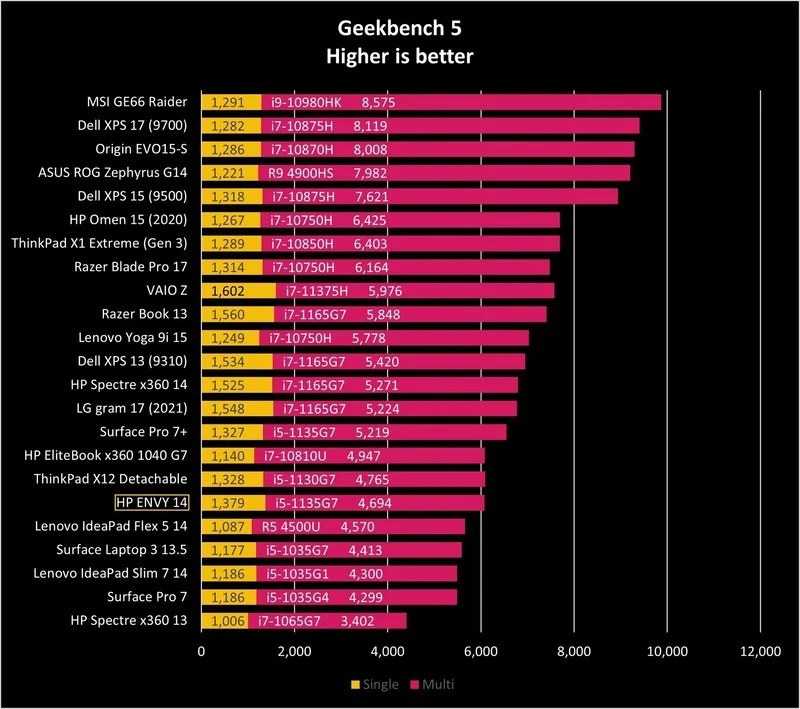 Geekbench 5
Higher is better
MSI GE66 Raider 1,291 i9-10980HK 8,575
Dell XPS 17 (9700) 1,282 i7-10875H 8,119
Origin EVO15-S 1,286 i7-10870H 8,008
ASUS ROG Zephyrus G14 1,221 R9 4900HS 7,982
Dell XPS 15 (9500) 1,318 i7-10875H 7,621
HP Omen 15 (2020) 1,267 i7-10750H 6,425
ThinkPad X1 Extreme (Gen 3) 1,289 i7-10850H 6,403
Razer Blade Pro 17 1,314 i7-10750H 6,164
VAIO Z 1,602 i7-11375H 5,976
Razer Book 13 1,560 i7-1165G7 5,848
Lenovo Yoga 9i 15 1,249 i7-10750H 5,778
Dell XPS 13 (9310) 1,534 i7-1165G7 5,420
HP Spectre x360 14 1,525 i7-1165G7 5,271
LG gram 17 (2021) 1,548 i7-1165G7 5,224
Surface Pro 7+ 1,327 i5-1135G7 5,219
HP EliteBook x360 1040 G7 1,140 i7-10810U 4,947
ThinkPad X12 Detachable 1,328 i5-1130G7 4,765
HP ENVY 14 1,379 i5-1135G7 4,694
Lenovo IdeaPad Flex 5 14 1,087 R5 4500U 4,570
Surface Laptop 3 13.5 1,177 i5-1035G7 4,413
Lenovo IdeaPad Slim 7 14 1,186 i5-1035G1 4,300
Surface Pro 7 1,186 i5-1035G4 4,299
HP Spectre x360 13 1,006 i7-1065G7 3,402
0 2,000 4,000 6,000 8,000 10,000 12,000
Single Multi